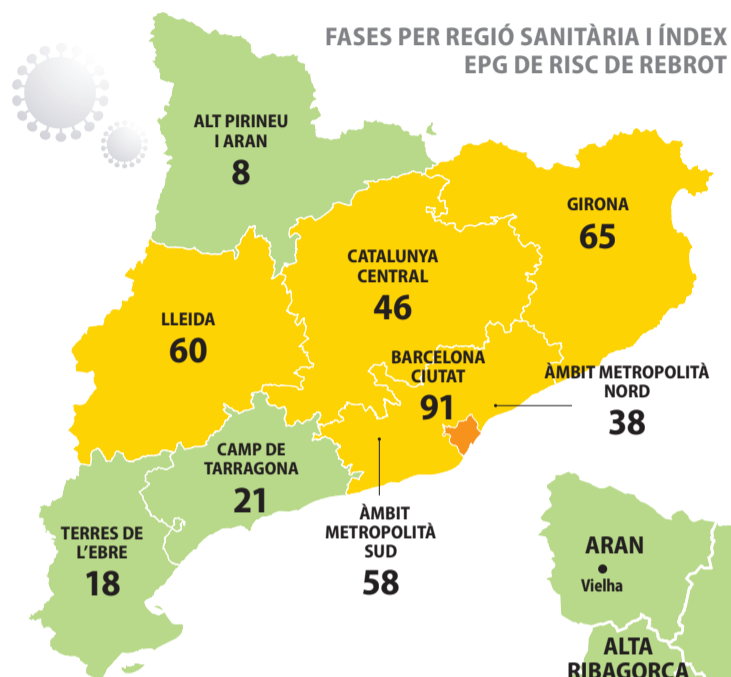 FASES PER REGIÓ SANITÀRIA I ÍNDEX
EPG DE RISC DE REBROT
ALT PIRINEU
I ARAN
8
GIRONA
65
CATALUNYA
CENTRAL
46
LLEIDA
60
BARCELONA
CIUTAT
91
ÀMBIT METROPOLITÀ
NORD
38
CAMP DE
TARRAGONA
21
ÀMBIT
METROPOLITÀ
SUD
58
TERRES DE
L'EBRE
18
ARAN
Vielha
ALTA
RIBAGORÇA